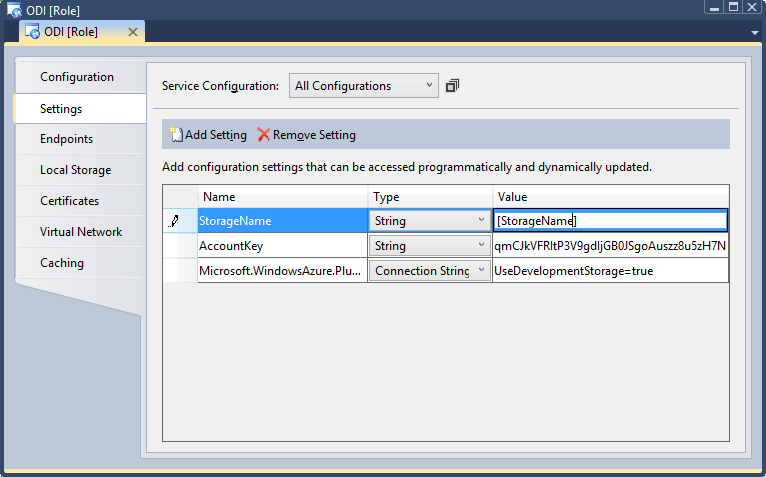 ODI [Role]
ODI [Role]
Configuration
Settings
Endpoints
Local Storage
Certificates
Virtual Network
Caching
Service Configuration: All Configurations
Add Setting Remove Setting
Add configuration settings that can be accessed programmatically and dynamically updated.
Name Type Value
StorageName String [StorageName]
AccountKey String qmCJkVFRltP3V9gdljGB0JSgoAuszz8u5zH7N
Microsoft.WindowsAzure.Plu... Connection String UseDevelopmentStorage=true